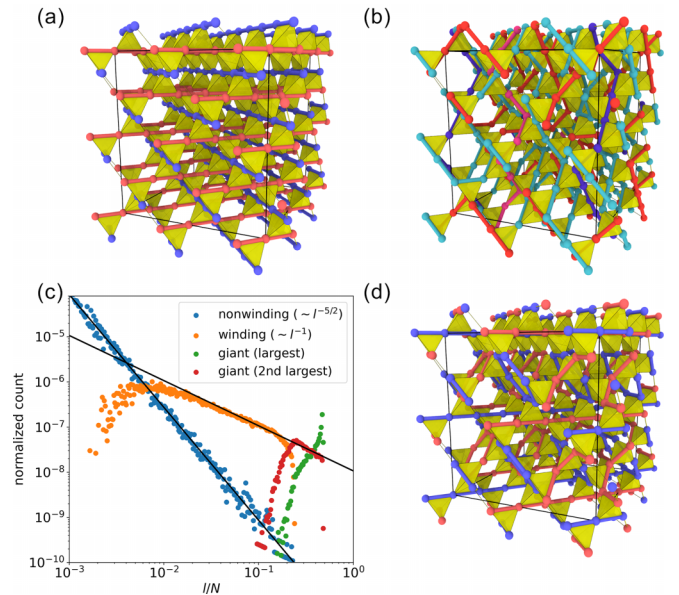 (a)
(b)
(c)
(d)
nonwinding (~ l^{-5/2})
winding (~ l^{-1})
giant (largest)
giant (2nd largest)
normalized count
10^{-5}
10^{-6}
10^{-7}
10^{-8}
10^{-9}
10^{-10}
10^{-3}
10^{-2}
10^{-1}
10^{0}
l/N